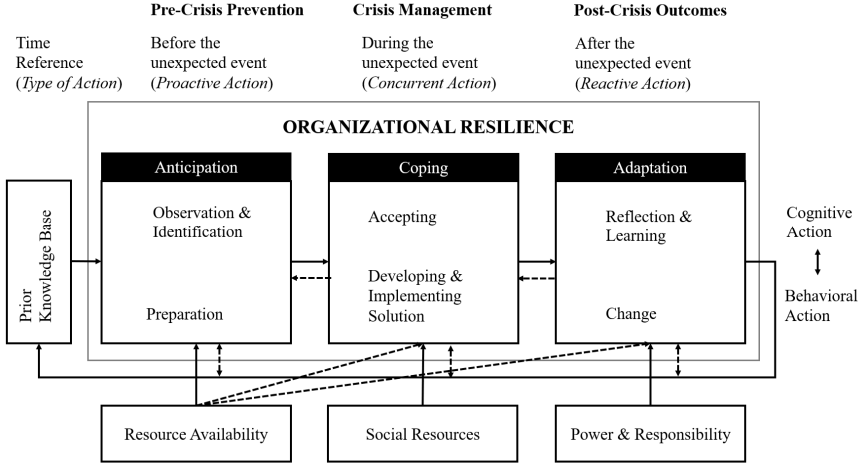 Pre-Crisis Prevention
Crisis Management
Post-Crisis Outcomes
Time
Reference
(Type of Action)
Before the
unexpected event
(Proactive Action)
During the
unexpected event
(Concurrent Action)
After the
unexpected event
(Reactive Action)
ORGANIZATIONAL RESILIENCE
Anticipation
Coping
Adaptation
Prior
Knowledge Base
Observation &
Identification
Preparation
Accepting
Developing &
Implementing
Solution
Reflection &
Learning
Change
Cognitive
Action
Behavioral
Action
Resource Availability
Social Resources
Power & Responsibility